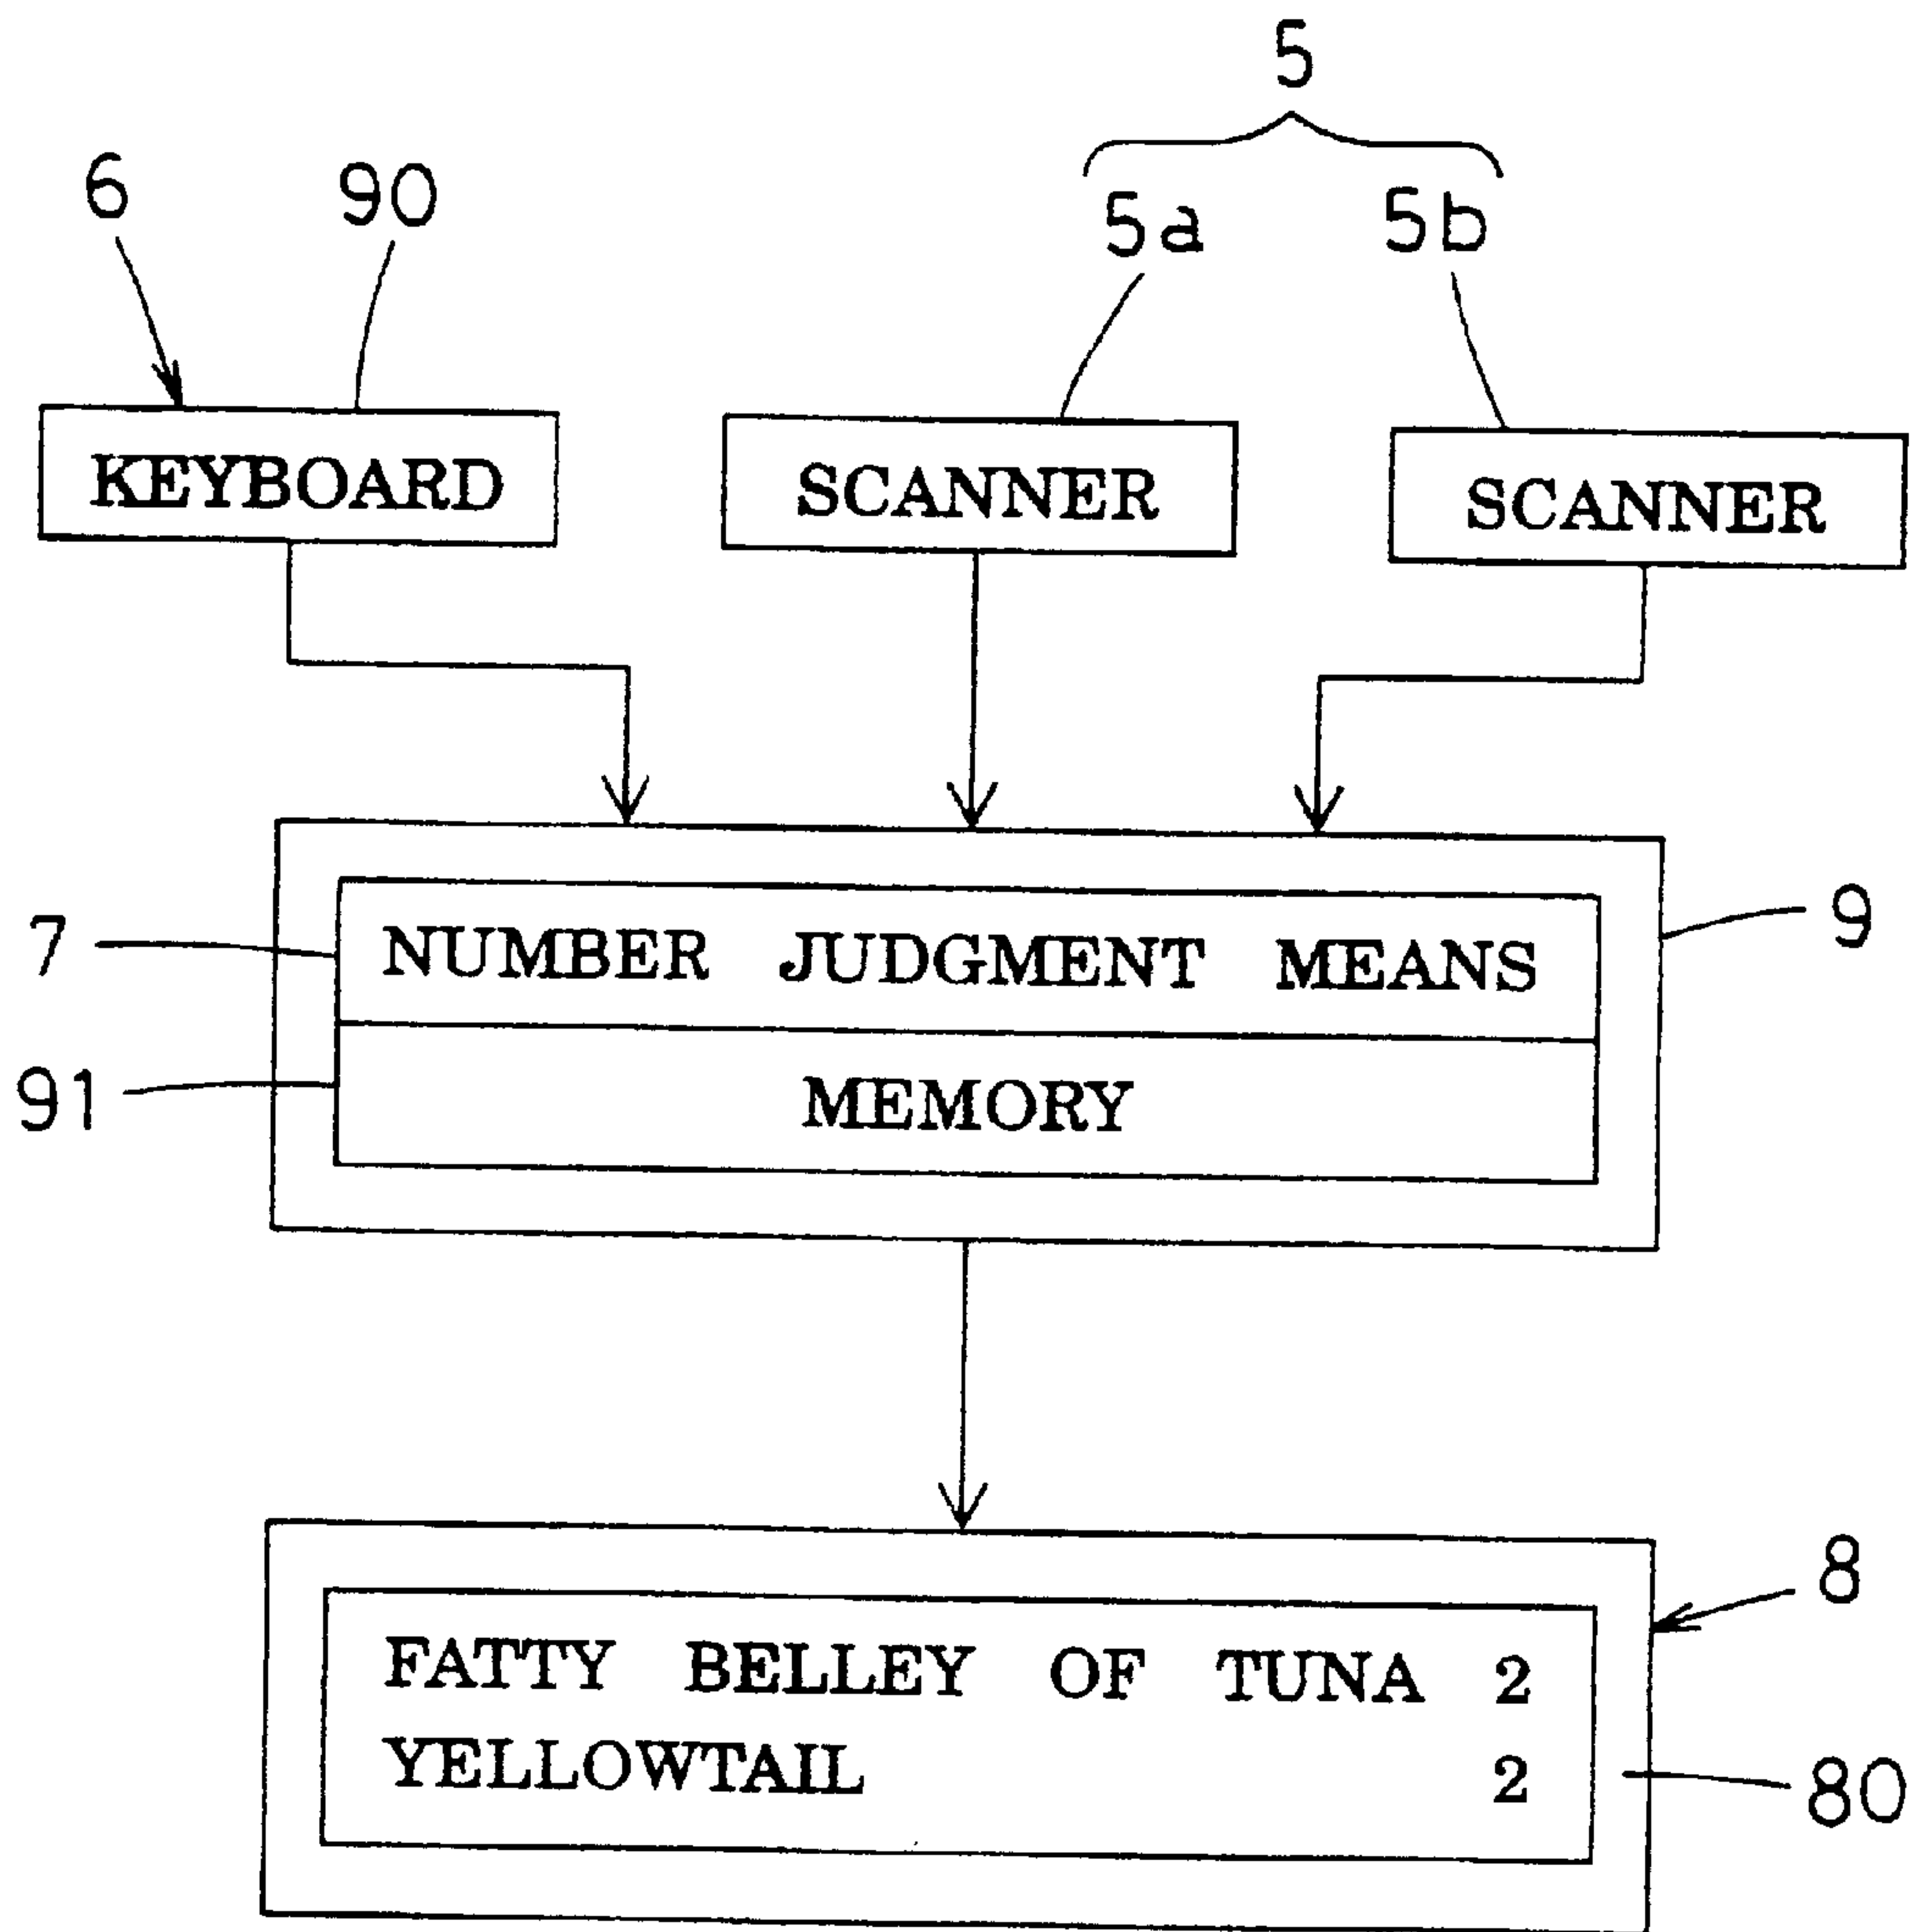 5
6 90 5a 5b
KEYBOARD SCANNER SCANNER
7 NUMBER JUDGMENT MEANS 9
91 MEMORY
8
FATTY BELLEY OF TUNA 2
YELLOWTAIL 2
80